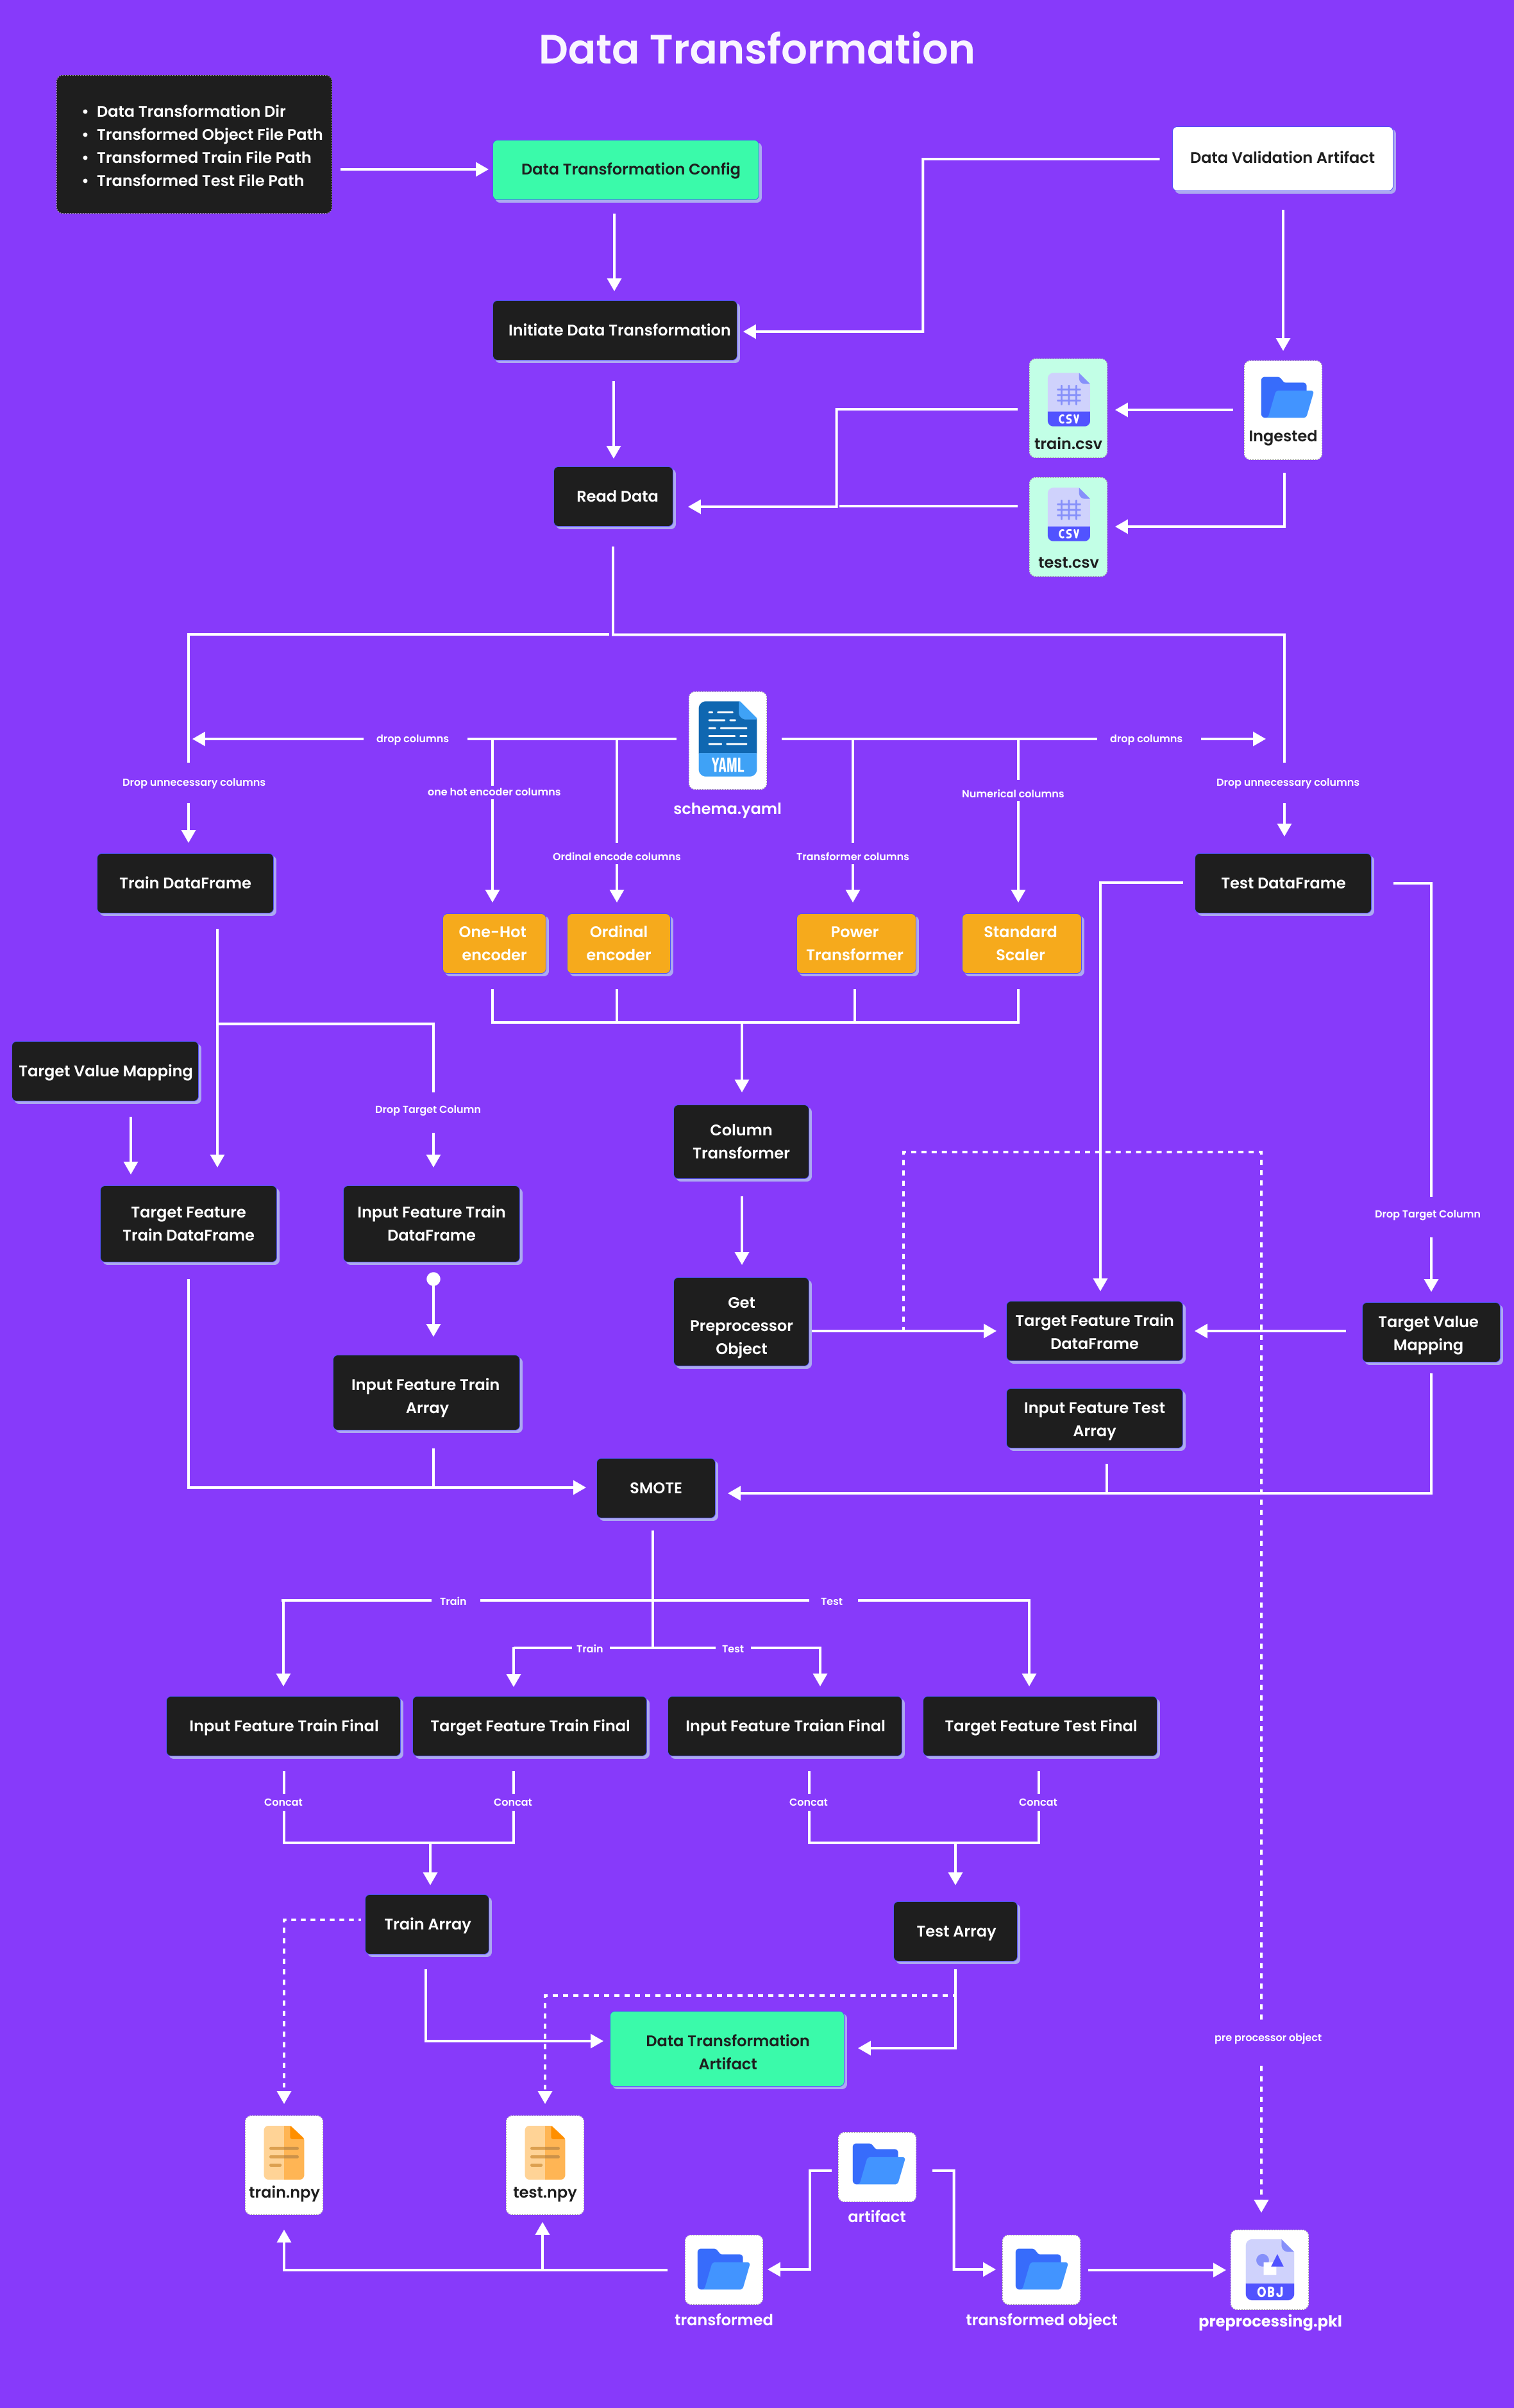 Data Transformation
• Data Transformation Dir
• Transformed Object File Path
• Transformed Train File Path
• Transformed Test File Path
Data Transformation Config
Data Validation Artifact
Initiate Data Transformation
CSV
train.csv
Ingested
Read Data
CSV
test.csv
YAML
schema.yaml
drop columns
drop columns
Drop unnecessary columns
one hot encoder columns
Numerical columns
Drop unnecessary columns
Ordinal encode columns
Transformer columns
Train DataFrame
Test DataFrame
One-Hot
encoder
Ordinal
encoder
Power
Transformer
Standard
Scaler
Target Value Mapping
Drop Target Column
Column
Transformer
Target Feature
Train DataFrame
Input Feature Train
DataFrame
Drop Target Column
Get
Preprocessor
Object
Target Feature Train
DataFrame
Target Value
Mapping
Input Feature Train
Array
Input Feature Test
Array
SMOTE
Train
Test
Train
Test
Input Feature Train Final
Target Feature Train Final
Input Feature Traian Final
Target Feature Test Final
Concat
Concat
Concat
Concat
Train Array
Test Array
Data Transformation
Artifact
pre processor object
train.npy
test.npy
artifact
transformed
transformed object
OBJ
preprocessing.pkl